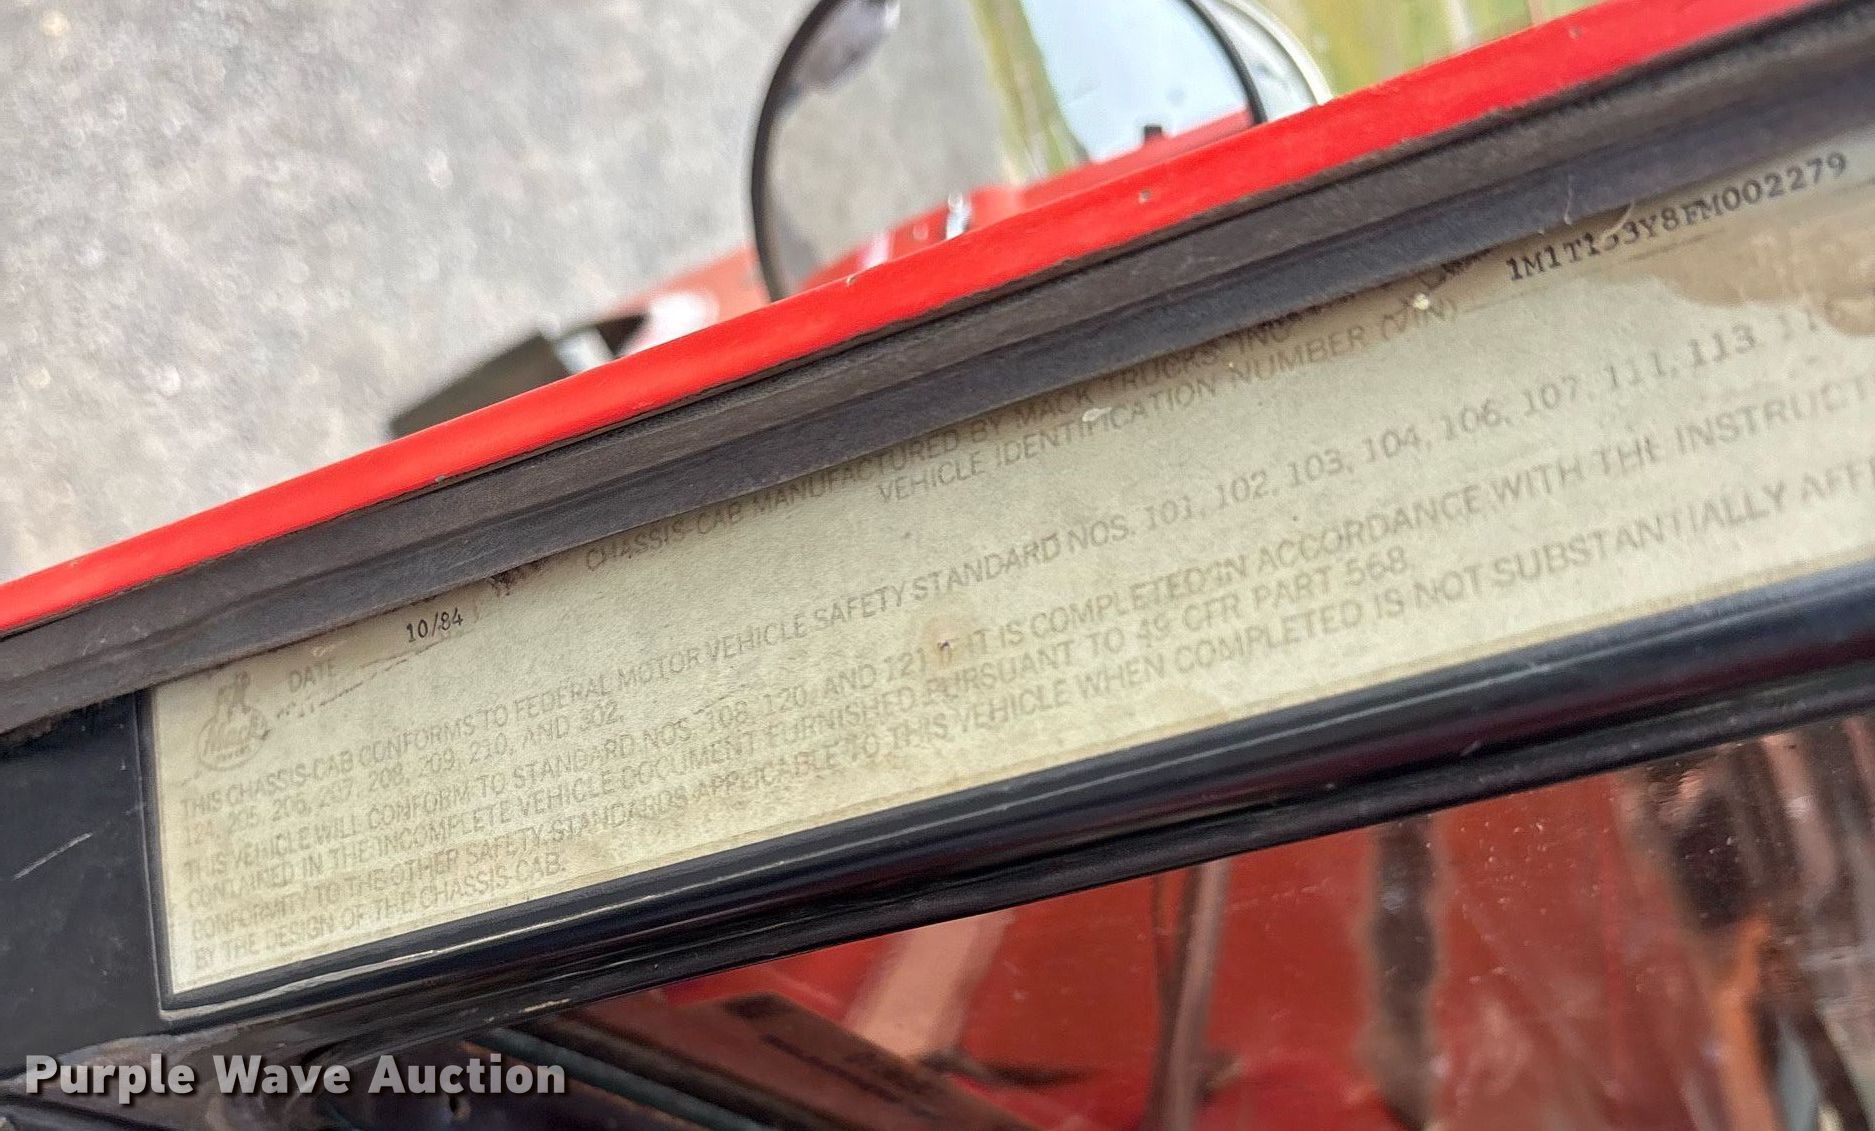 CHASSIS-CAB MANUFACTURED BY MACK TRUCKS, INC.
VEHICLE IDENTIFICATION NUMBER (VIN) 1M1T1 3Y8FM002279
Mack
DATE 10/84
THIS CHASSIS-CAB CONFORMS TO FEDERAL MOTOR VEHICLE SAFETY STANDARD NOS. 101, 102, 103, 104, 106, 107, 111, 113
124, 205, 206, 207, 208, 209, 210, AND 302.
THIS VEHICLE WILL CONFORM TO STANDARD NOS 108, 120, AND 121 IF IT IS COMPLETED IN ACCORDANCE WITH THE INSTRUCT
CONTAINED IN THE INCOMPLETE VEHICLE DOCUMENT FURNISHED PURSUANT TO 49 CFR PART 568.
CONFORMITY TO THE OTHER SAFETY STANDARDS APPLICABLE TO THIS VEHICLE WHEN COMPLETED IS NOT SUBSTANTIALLY AFFE
BY THE DESIGN OF THE CHASSIS-CAB.
Purple Wave Auction